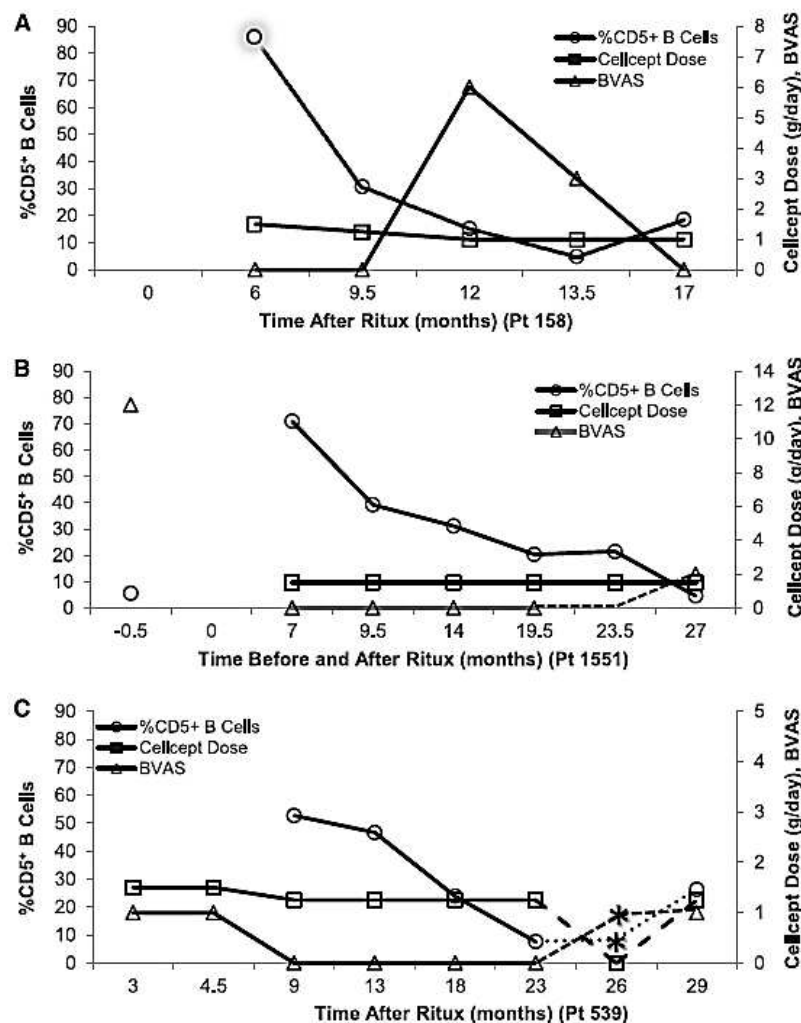 A
%CD5+ B Cells
Cellcept Dose (g/day), BVAS
90
80
70
60
50
40
30
20
10
0
8
7
6
5
4
3
2
1
0
%CD5+ B Cells
Cellcept Dose
BVAS
0 6 9.5 12 13.5 17
Time After Ritux (months) (Pt 158)
B
%CD5+ B Cells
Cellcept Dose (g/day), BVAS
90
80
70
60
50
40
30
20
10
0
14
12
10
8
6
4
2
0
%CD5+ B Cells
Cellcept Dose
BVAS
-0.5 0 7 9.5 14 19.5 23.5 27
Time Before and After Ritux (months) (Pt 1551)
C
%CD5+ B Cells
Cellcept Dose (g/day), BVAS
90
80
70
60
50
40
30
20
10
0
5
4
3
2
1
0
%CD5+ B Cells
Cellcept Dose
BVAS
* *
3 4.5 9 13 18 23 26 29
Time After Ritux (months) (Pt 539)